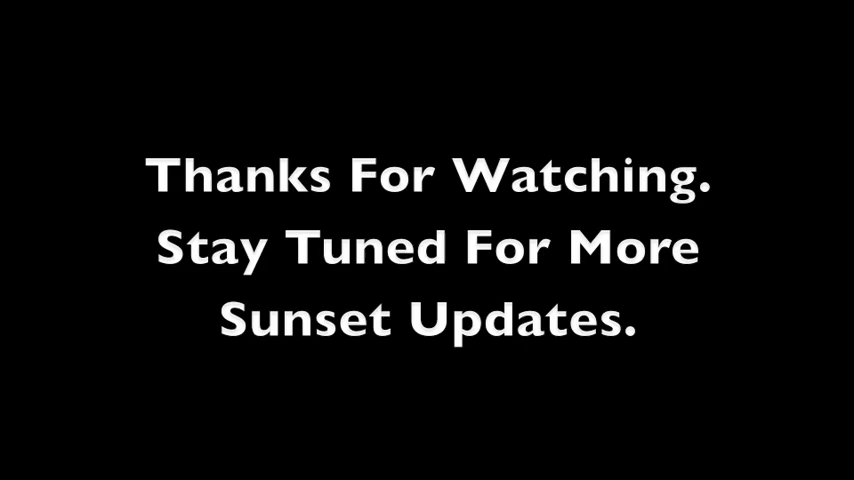 Thanks For Watching.
Stay Tuned For More
Sunset Updates.